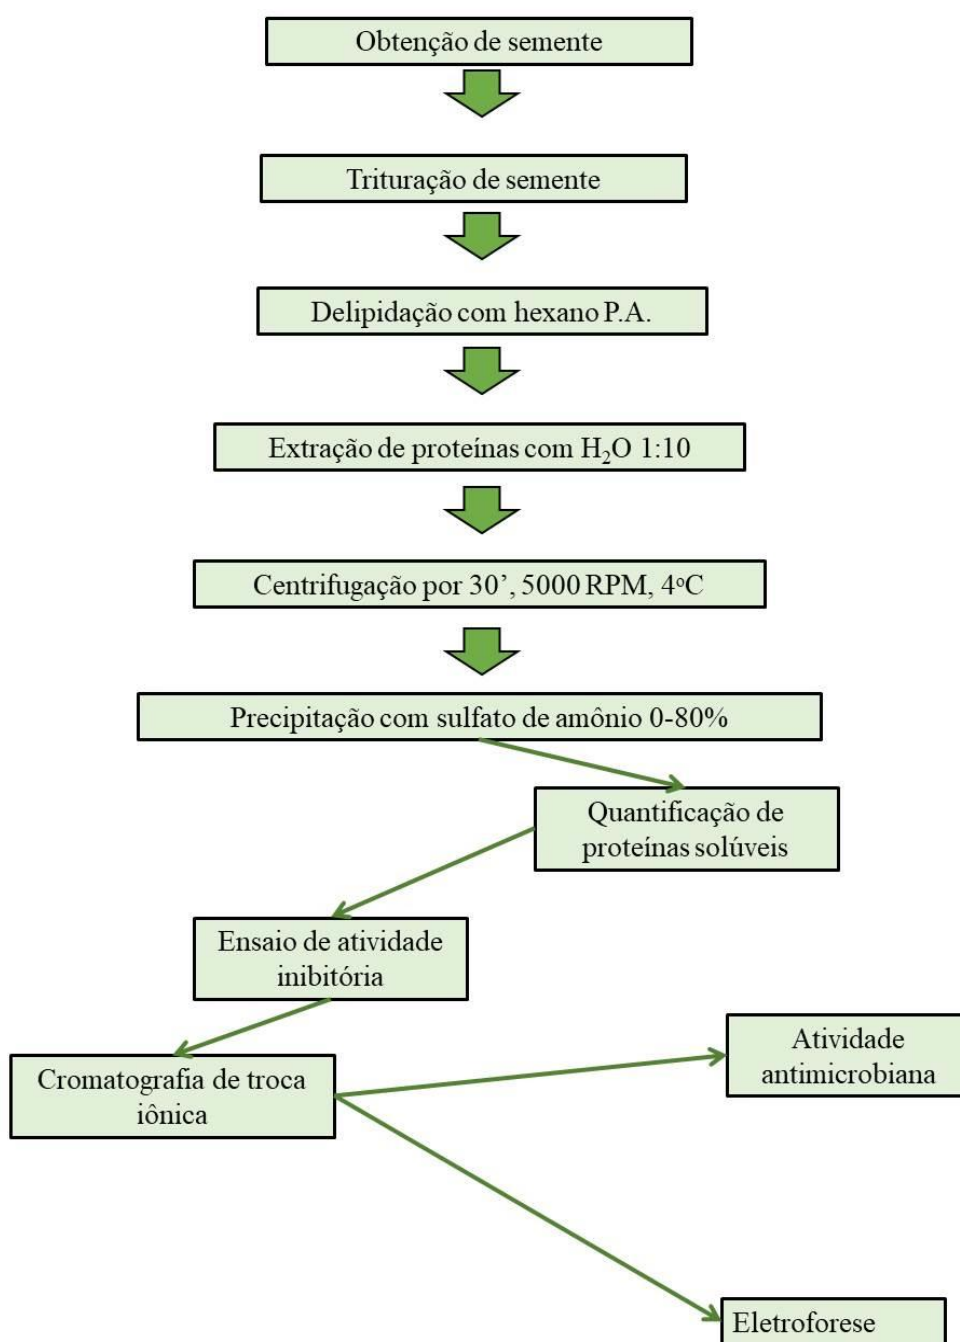 Obtenção de semente
Trituração de semente
Delipidação com hexano P.A.
Extração de proteínas com H₂O 1:10
Centrifugação por 30’, 5000 RPM, 4ºC
Precipitação com sulfato de amônio 0-80%
Quantificação de
proteínas solúveis
Ensaio de atividade
inibitória
Cromatografia de troca
iônica
Atividade
antimicrobiana
Eletroforese